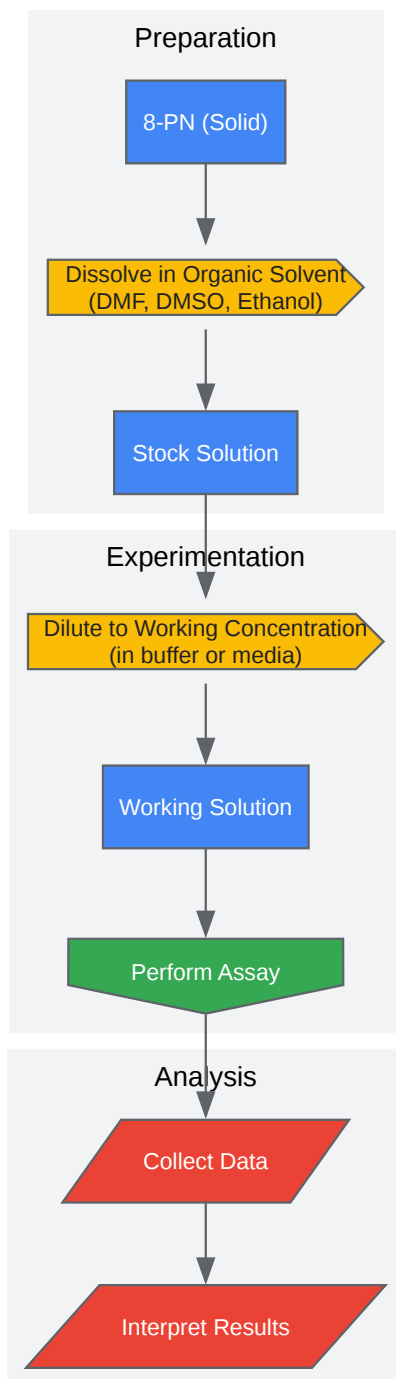 Preparation
8-PN (Solid)
Dissolve in Organic Solvent
(DMF, DMSO, Ethanol)
Stock Solution
Experimentation
Dilute to Working Concentration
(in buffer or media)
Working Solution
Perform Assay
Analysis
Collect Data
Interpret Results